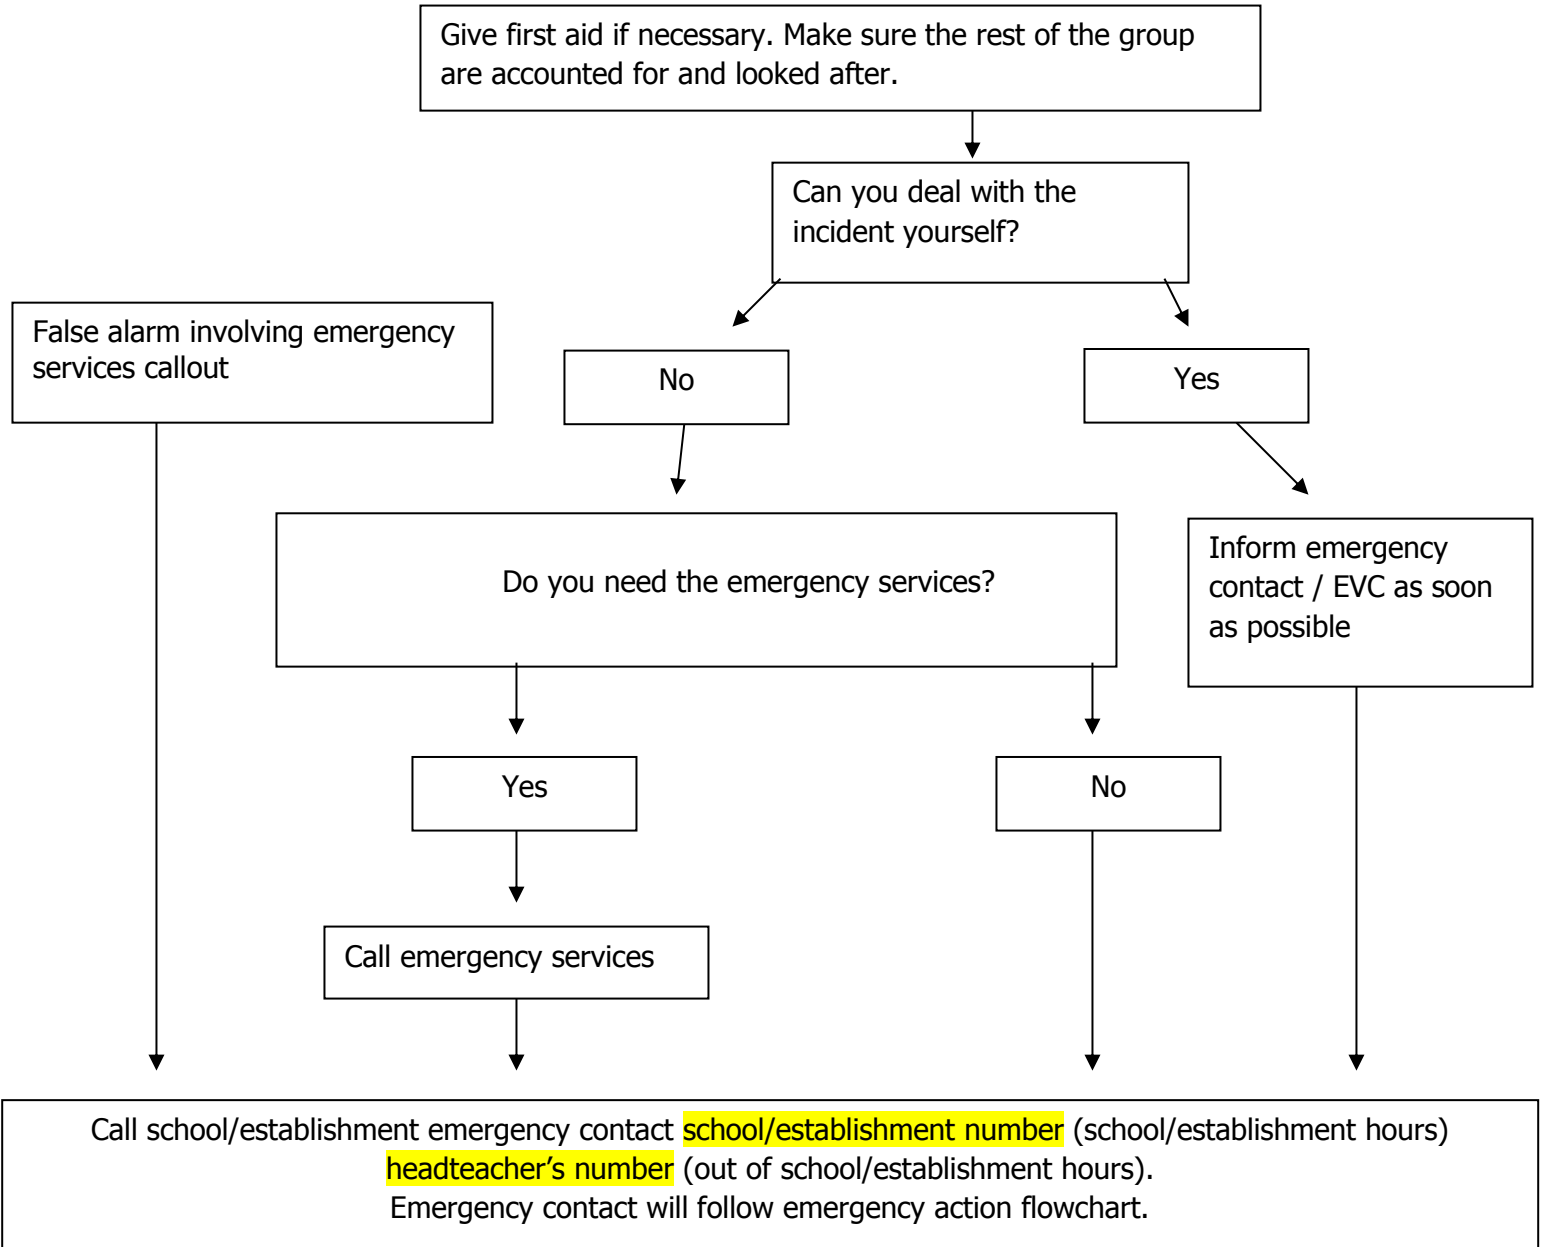 Give first aid if necessary. Make sure the rest of the group
are accounted for and looked after.
Can you deal with the
incident yourself?
False alarm involving emergency
services callout
No
Yes
Do you need the emergency services?
Inform emergency
contact / EVC as soon
as possible
Yes
No
Call emergency services
Call school/establishment emergency contact school/establishment number (school/establishment hours)
headteacher’s number (out of school/establishment hours).
Emergency contact will follow emergency action flowchart.